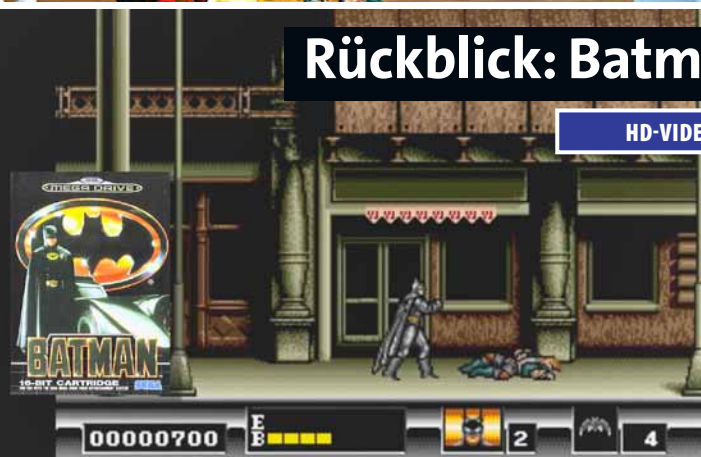 Rückblick: Batm
HD-VIDE
MEGA DRIVE
BATMAN
16-BIT CARTRIDGE
SEGA
00000700
E
B
2
4